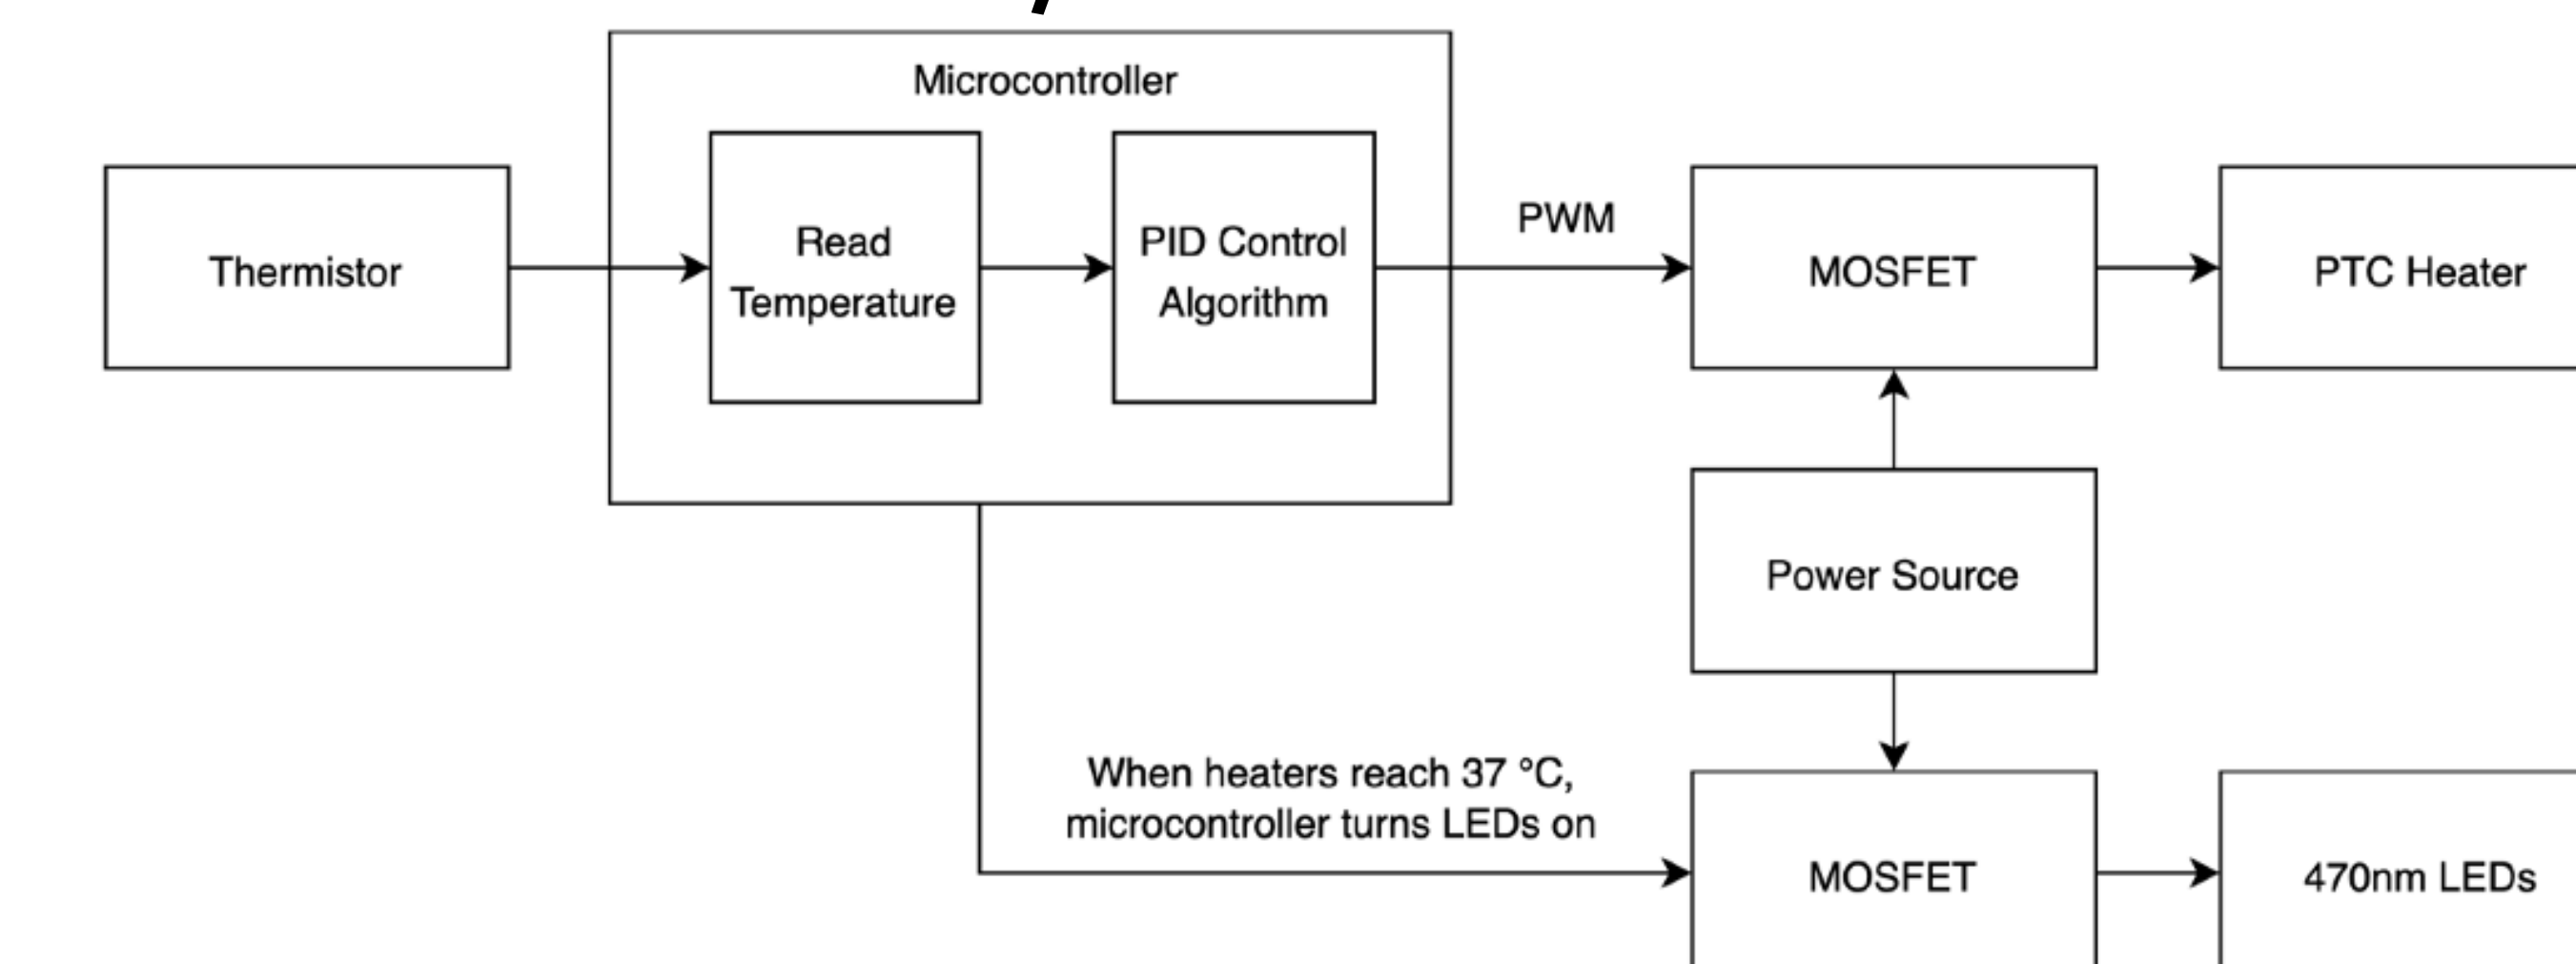 Microcontroller
Thermistor
Read
Temperature
PID Control
Algorithm
PWM
MOSFET
PTC Heater
Power Source
When heaters reach 37 °C,
microcontroller turns LEDs on
MOSFET
470nm LEDs